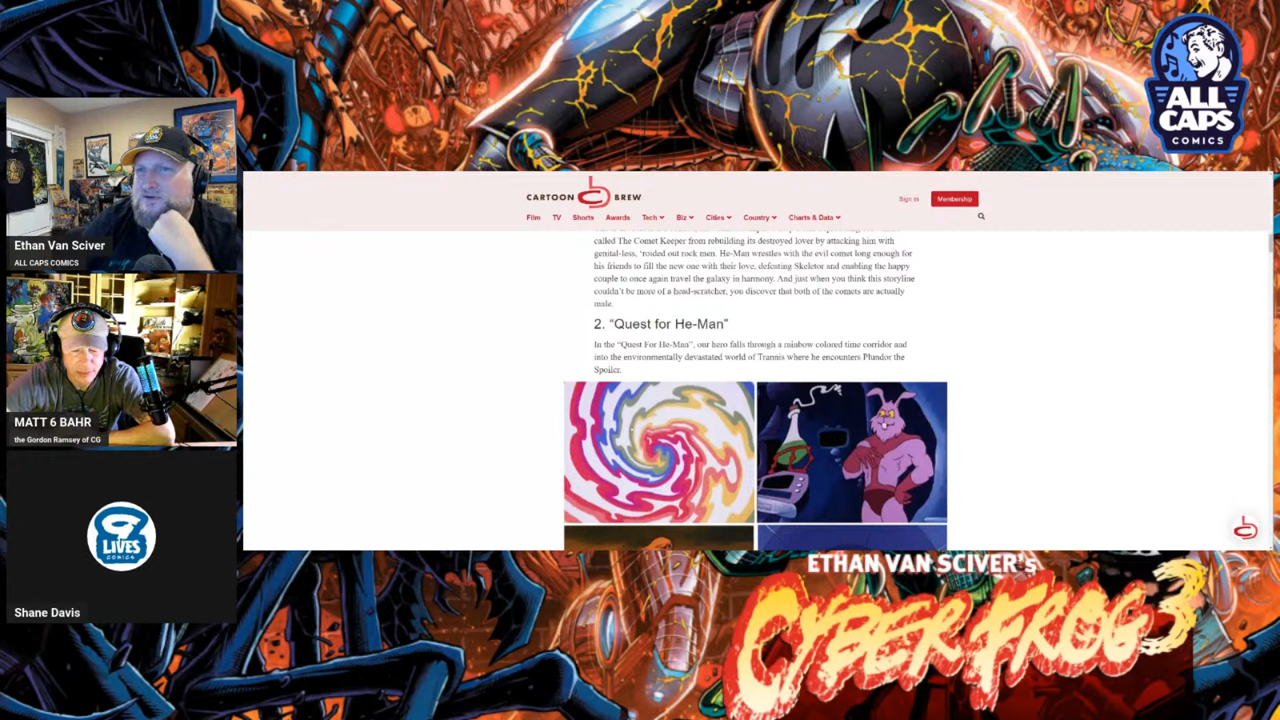 ALL
CAPS
COMICS
Ethan Van Sciver
ALL CAPS COMICS
MATT 6 BAHR
the Gordon Ramsey of CG
9
LIVES
COMICS
Shane Davis
CARTOON BREW
Sign in
Membership
Film TV Shorts Awards Tech Biz Cities Country Charts & Data
called The Comet Keeper from rebuilding its destroyed lover by attacking him with
genital-less, ‘roided out rock men. He-Man wrestles with the evil comet long enough for
his friends to fill the new one with their love, defeating Skeletor and enabling the happy
couple to once again travel the galaxy in harmony. And just when you think this storyline
couldn’t be more of a head-scratcher, you discover that both of the comets are actually
male.
2. “Quest for He-Man”
In the “Quest For He-Man”, our hero falls through a rainbow colored time corridor and
into the environmentally devastated world of Trannis where he encounters Plundor the
Spoiler.
ETHAN VAN SCIVER's
CYBERFROG 3